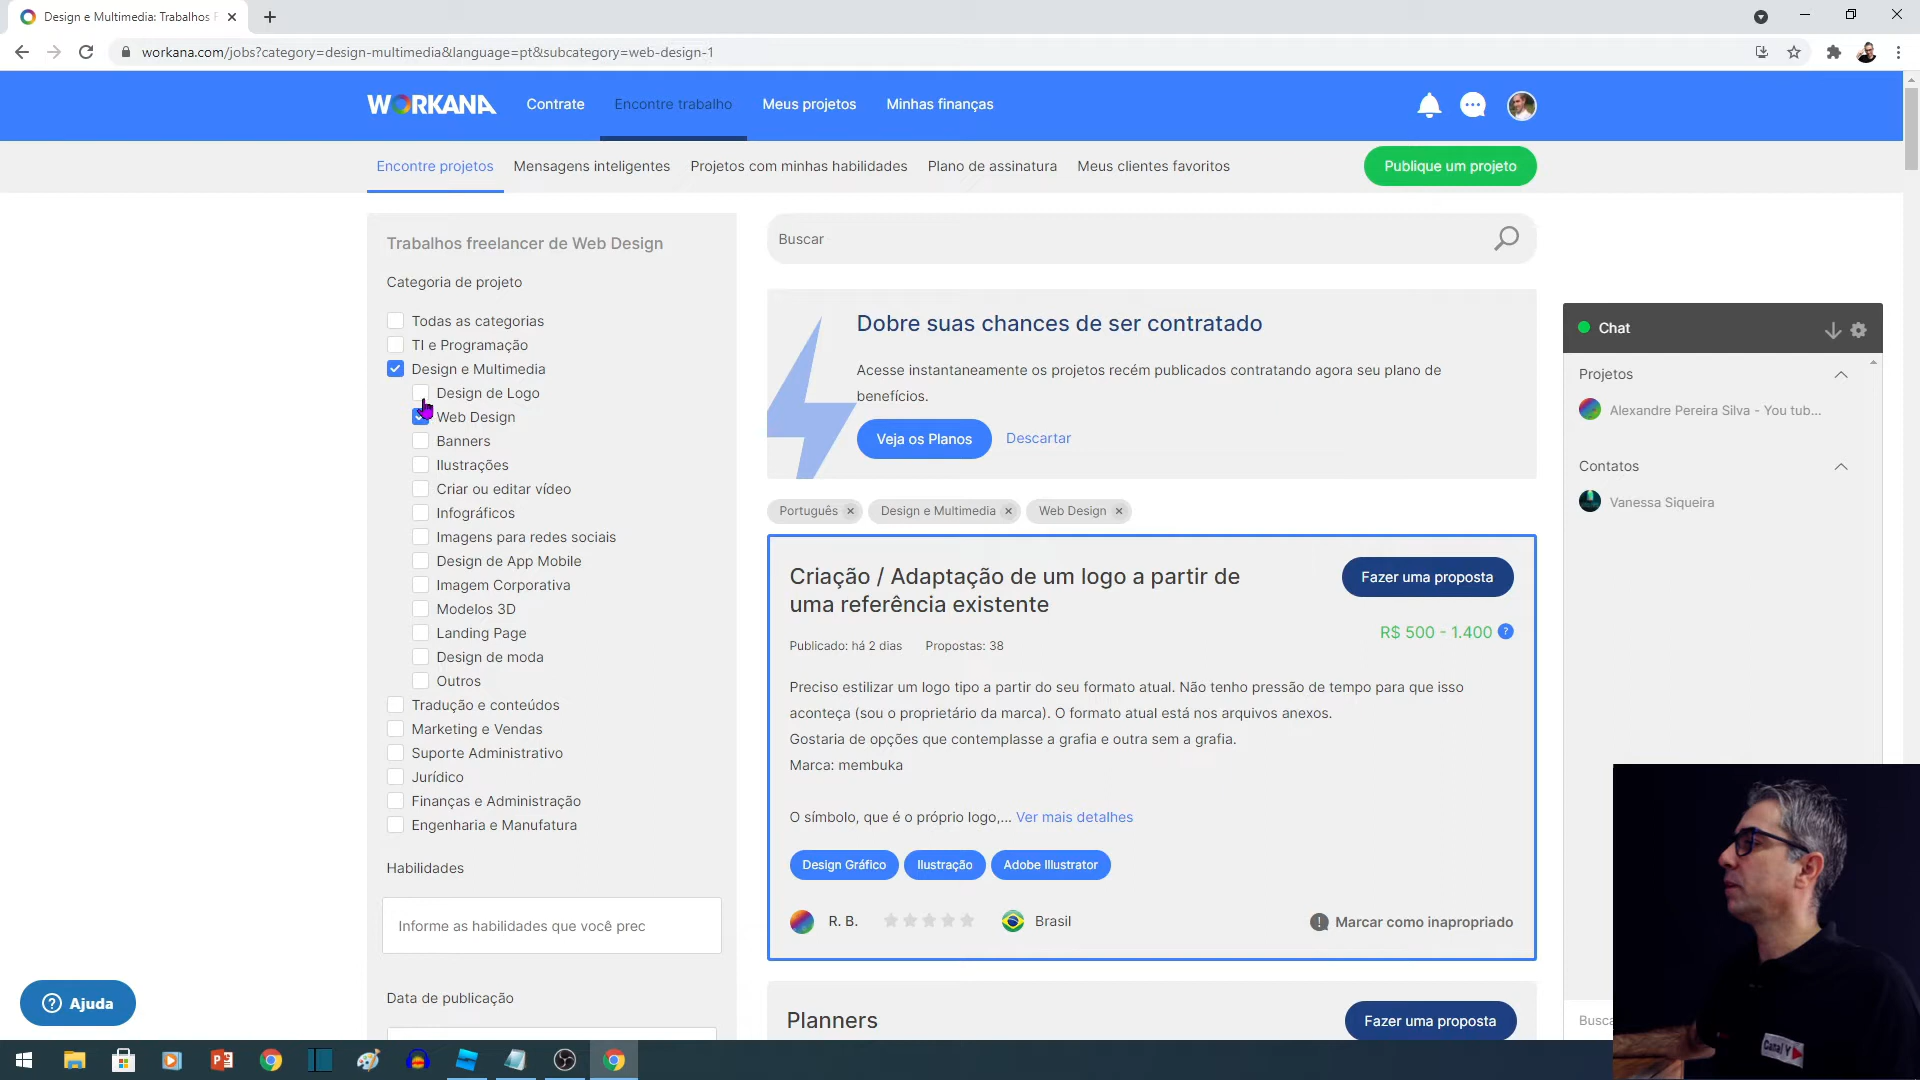 Design e Multimedia: Trabalhos F
workana.com/jobs?category=design-multimedia&language=pt&subcategory=web-design-1
WORKANA
Contrate
Encontre trabalho
Meus projetos
Minhas finanças
Encontre projetos
Mensagens inteligentes
Projetos com minhas habilidades
Plano de assinatura
Meus clientes favoritos
Publique um projeto
Trabalhos freelancer de Web Design
Categoria de projeto
Todas as categorias
TI e Programação
Design e Multimedia
Design de Logo
Web Design
Banners
Ilustrações
Criar ou editar vídeo
Infográficos
Imagens para redes sociais
Design de App Mobile
Imagem Corporativa
Modelos 3D
Landing Page
Design de moda
Outros
Tradução e conteúdos
Marketing e Vendas
Suporte Administrativo
Jurídico
Finanças e Administração
Engenharia e Manufatura
Habilidades
Informe as habilidades que você prec
Data de publicação
Ajuda
Buscar
Dobre suas chances de ser contratado
Acesse instantaneamente os projetos recém publicados contratando agora seu plano de
benefícios.
Veja os Planos
Descartar
Português
Design e Multimedia
Web Design
Criação / Adaptação de um logo a partir de
uma referência existente
Fazer uma proposta
R$ 500 - 1.400
Publicado: há 2 dias
Propostas: 38
Preciso estilizar um logo tipo a partir do seu formato atual. Não tenho pressão de tempo para que isso
aconteça (sou o proprietário da marca). O formato atual está nos arquivos anexos.
Gostaria de opções que contemplasse a grafia e outra sem a grafia.
Marca: membuka
O símbolo, que é o próprio logo,... Ver mais detalhes
Design Gráfico
Ilustração
Adobe Illustrator
R. B.
Brasil
Marcar como inapropriado
Planners
Fazer uma proposta
Chat
Projetos
Alexandre Pereira Silva - You tub...
Contatos
Vanessa Siqueira
Busca
Canal Y